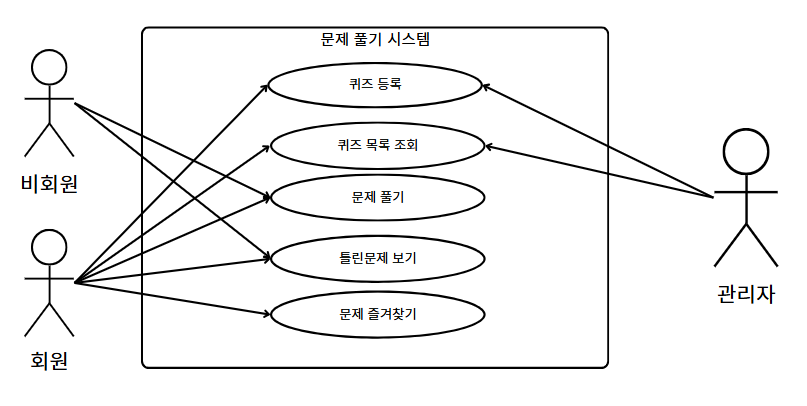 문제 풀기 시스템
퀴즈 등록
퀴즈 목록 조회
문제 풀기
틀린문제 보기
문제 즐겨찾기
비회원
회원
관리자